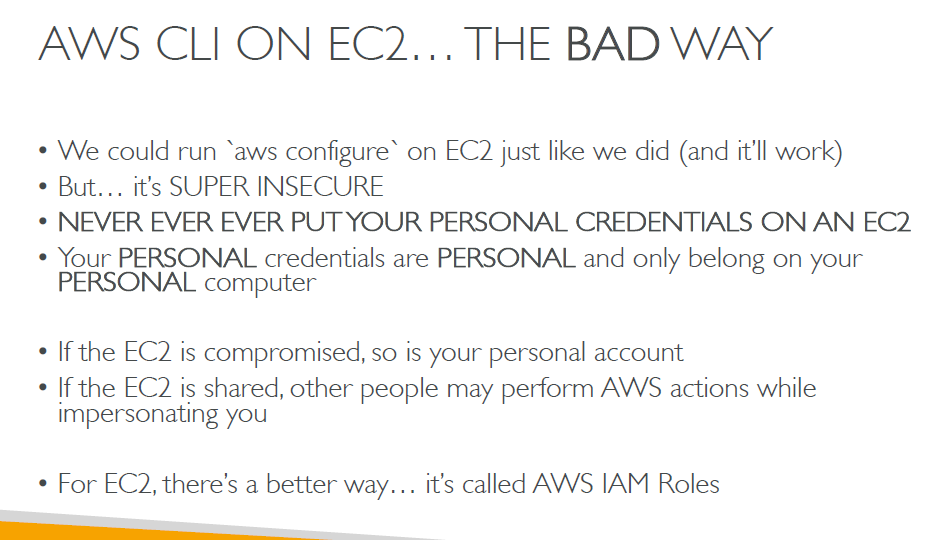 AWS CLI ON EC2... THE BAD WAY
• We could run `aws configure` on EC2 just like we did (and it'll work)
• But... it's SUPER INSECURE
• NEVER EVER EVER PUT YOUR PERSONAL CREDENTIALS ON AN EC2
• Your PERSONAL credentials are PERSONAL and only belong on your
PERSONAL computer
• If the EC2 is compromised, so is your personal account
• If the EC2 is shared, other people may perform AWS actions while
impersonating you
• For EC2, there's a better way... it's called AWS IAM Roles